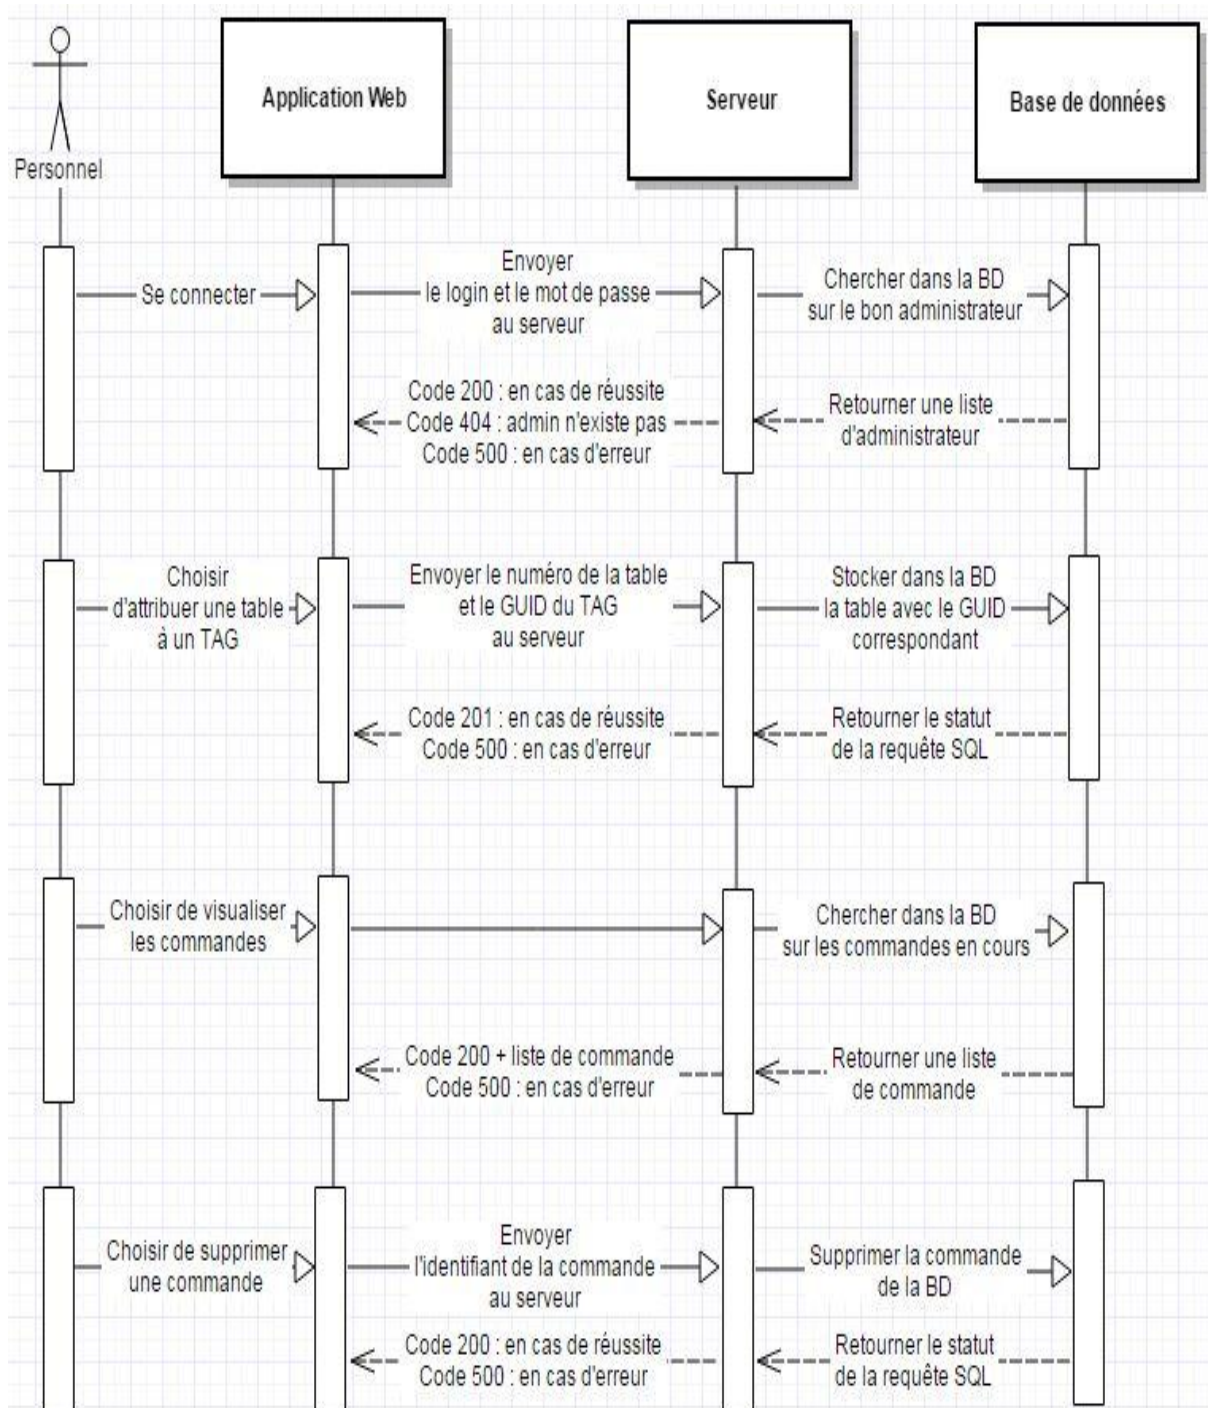 Personnel
Application Web
Serveur
Base de données
Se connecter
Envoyer
le login et le mot de passe
au serveur
Chercher dans la BD
sur le bon administrateur
Code 200 : en cas de réussite
Code 404 : admin n'existe pas
Code 500 : en cas d'erreur
Retourner une liste
d'administrateur
Choisir
d'attribuer une table
à un TAG
Envoyer le numéro de la table
et le GUID du TAG
au serveur
Stocker dans la BD
la table avec le GUID
correspondant
Code 201 : en cas de réussite
Code 500 : en cas d'erreur
Retourner le statut
de la requête SQL
Choisir de visualiser
les commandes
Chercher dans la BD
sur les commandes en cours
Code 200 + liste de commande
Code 500 : en cas d'erreur
Retourner une liste
de commande
Choisir de supprimer
une commande
Envoyer
l'identifiant de la commande
au serveur
Supprimer la commande
de la BD
Code 200 : en cas de réussite
Code 500 : en cas d'erreur
Retourner le statut
de la requête SQL